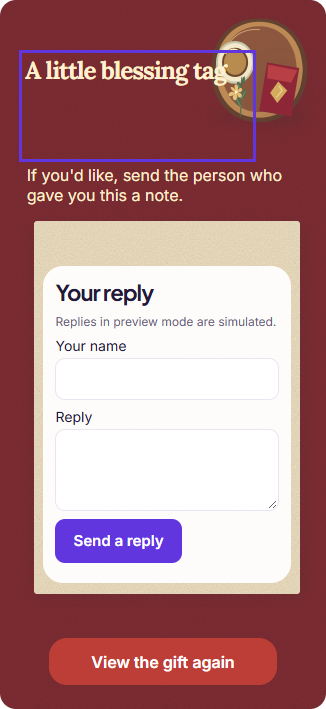 A little blessing tag
If you'd like, send the person who
gave you this a note.
Your reply
Replies in preview mode are simulated.
Your name
Reply
Send a reply
View the gift again